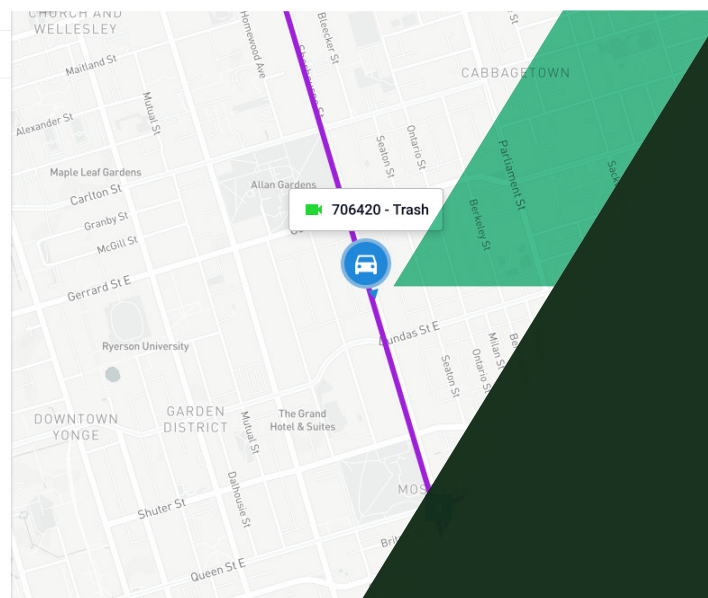 CHURCH AND
WELLESLEY
Maitland St
Homewood Ave
Bleecker St
Sherbourne St
St
CABBAGETOWN
Mutual St
Alexander St
Maple Leaf Gardens
Carlton St
Allan Gardens
Seaton St
Ontario St
Parliament St
Granby St
McGill St
706420 - Trash
Berkeley St
Gerrard St E
Dundas St E
Ryerson University
Seaton St
Ontario St
Milan St
DOWNTOWN
YONGE
GARDEN
DISTRICT
Mutual St
The Grand
Hotel & Suites
Dalhousie St
Shuter St
MOS
Queen St E